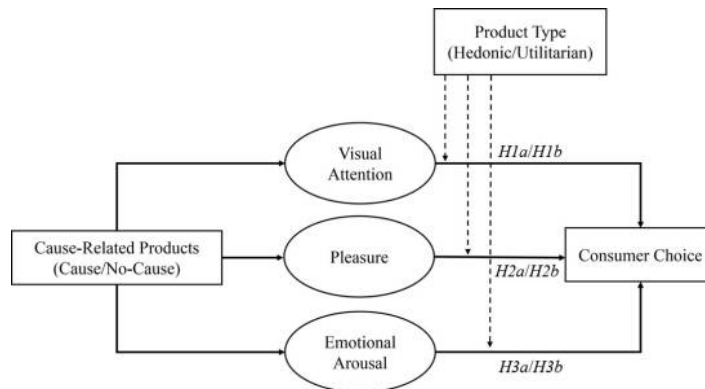 Product Type
(Hedonic/Utilitarian)
Visual
Attention
H1a/H1b
Cause-Related Products
(Cause/No-Cause)
Pleasure
H2a/H2b
Consumer Choice
Emotional
Arousal
H3a/H3b